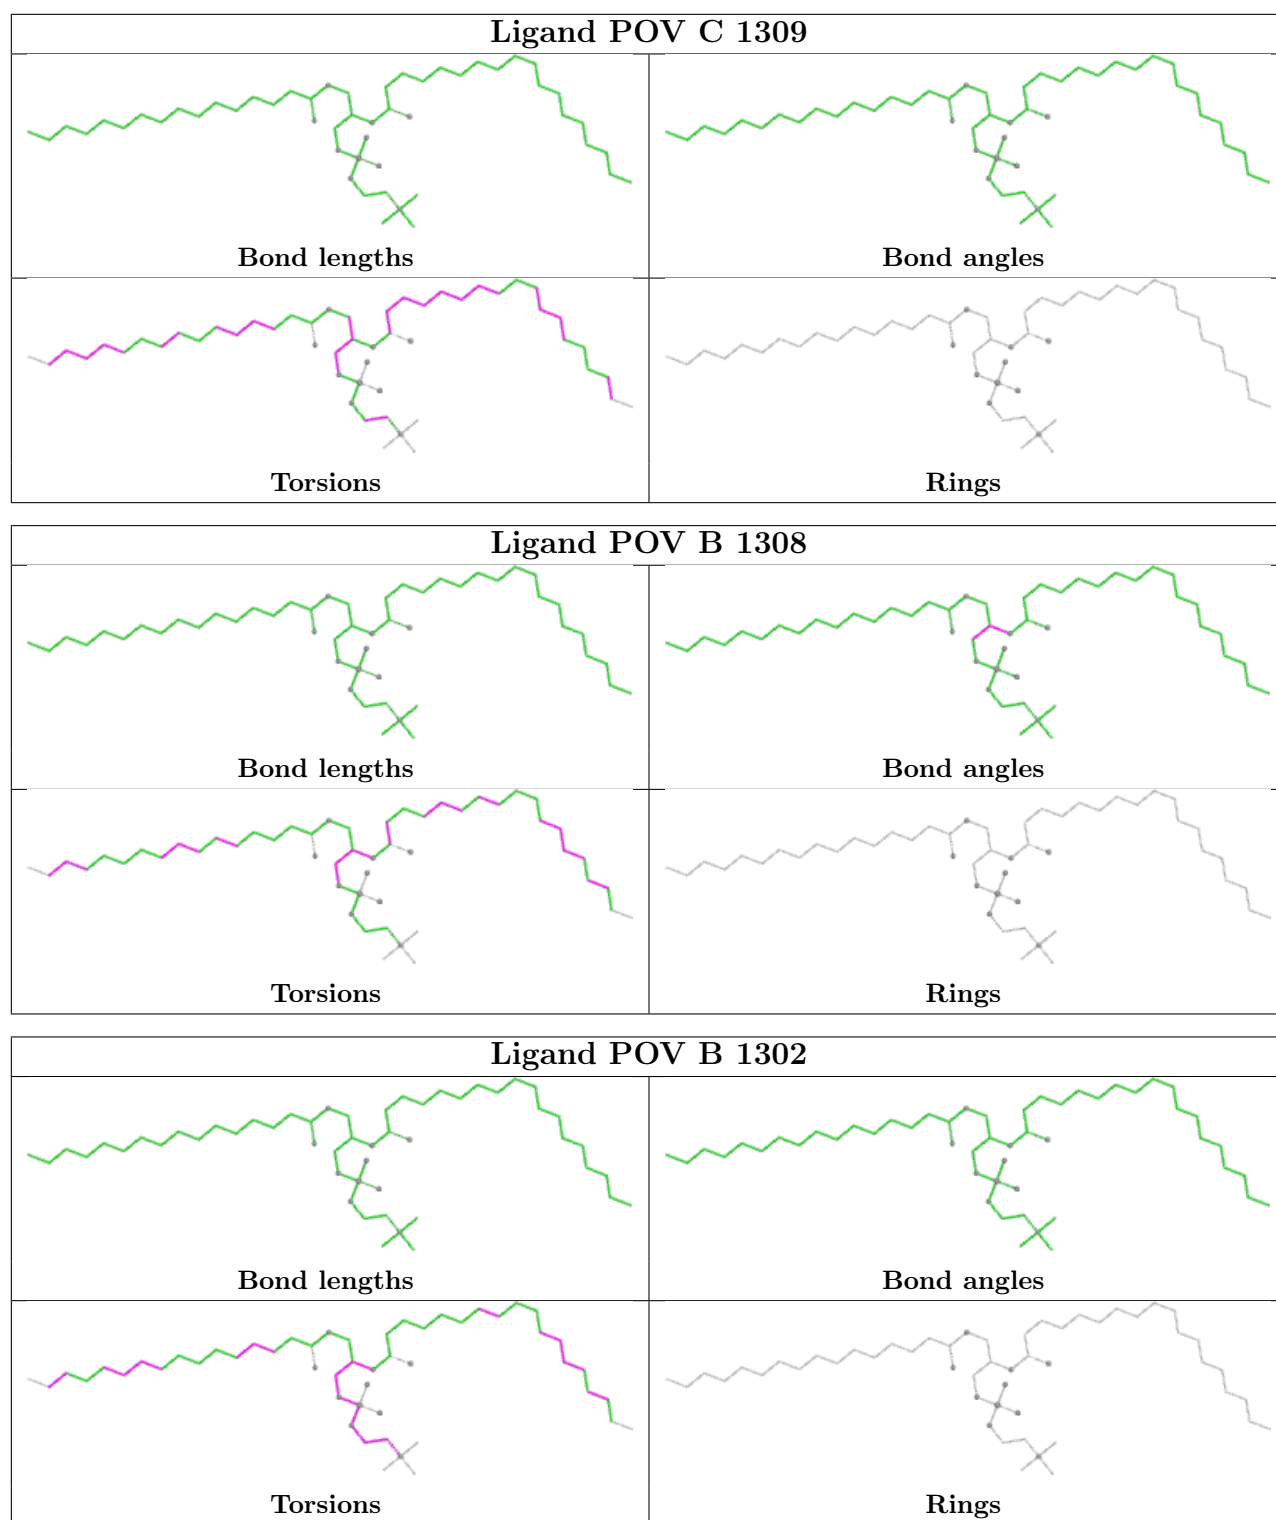 Ligand POV C 1309
Bond lengths
Bond angles
Torsions
Rings
Ligand POV B 1308
Bond lengths
Bond angles
Torsions
Rings
Ligand POV B 1302
Bond lengths
Bond angles
Torsions
Rings